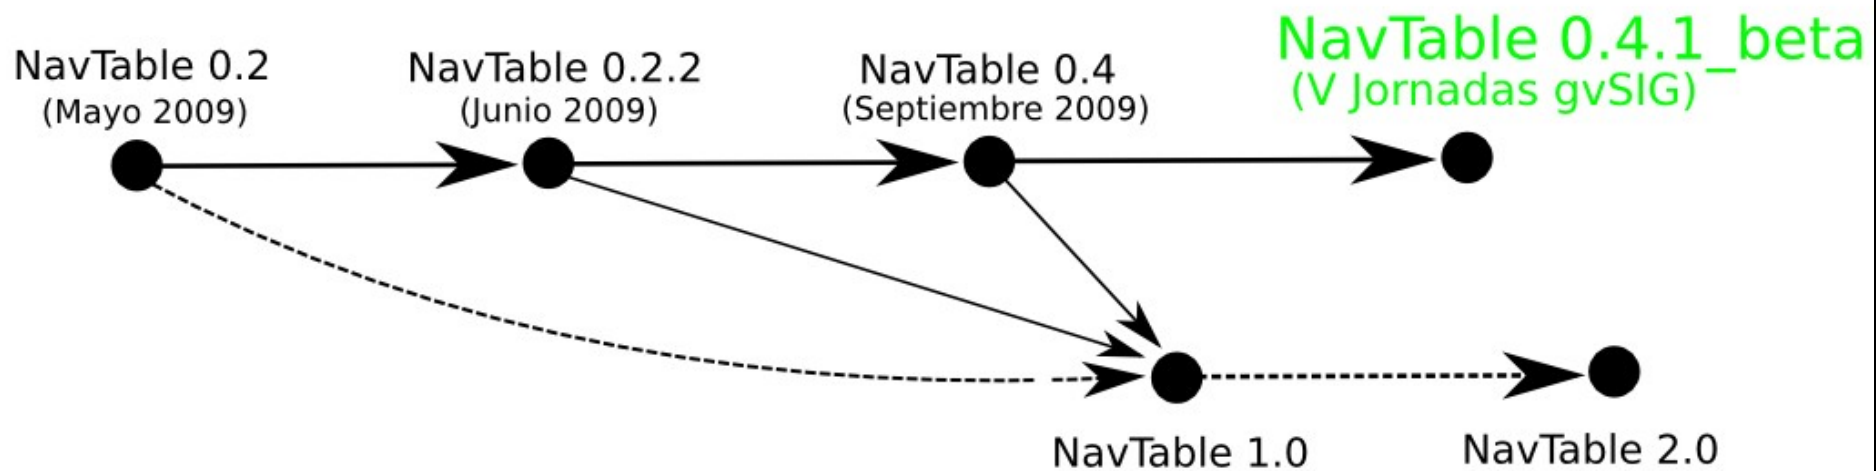 NavTable 0.2
(Mayo 2009)
NavTable 0.2.2
(Junio 2009)
NavTable 0.4
(Septiembre 2009)
NavTable 0.4.1_beta
(V Jornadas gvSIG)
NavTable 1.0
NavTable 2.0